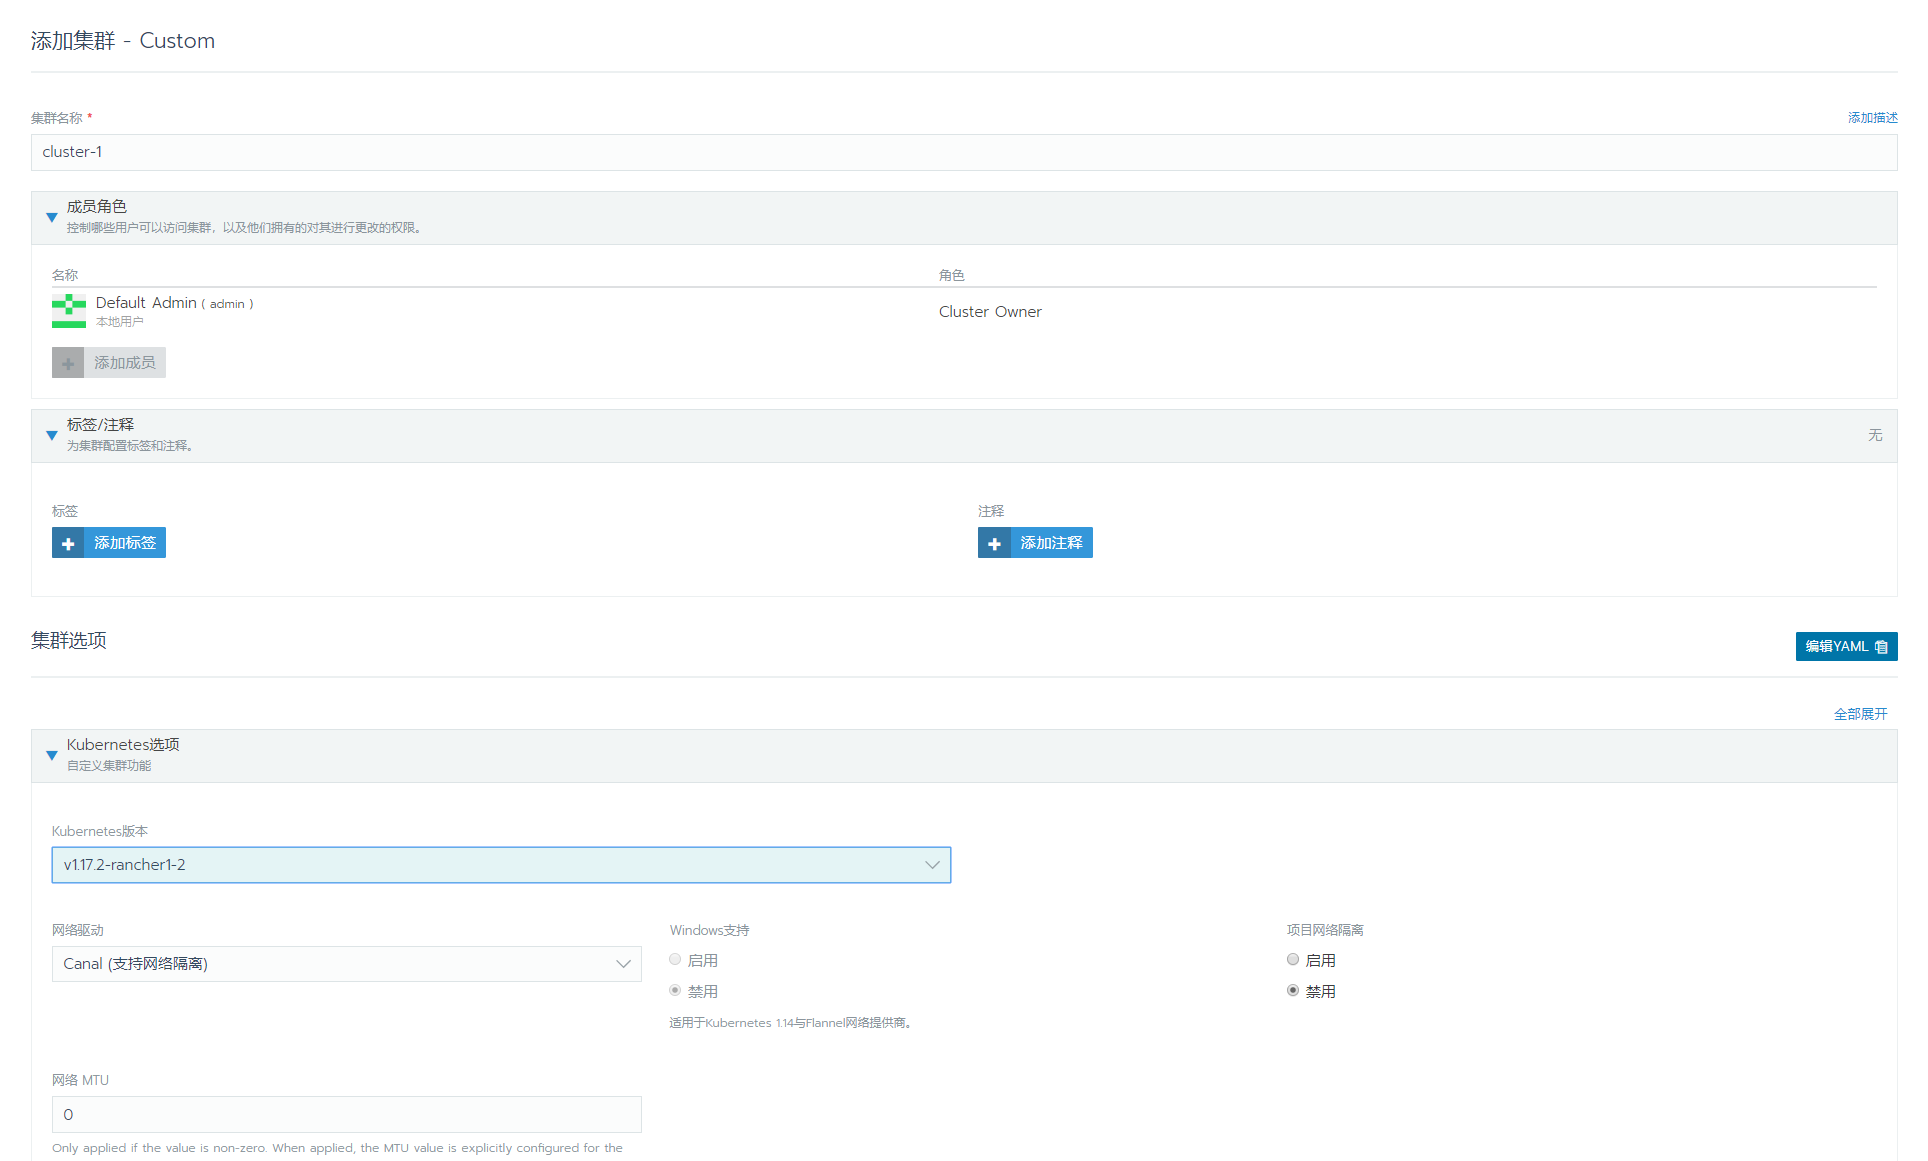 添加集群 - Custom
集群名称 *
添加描述
cluster-1
成员角色
控制哪些用户可以访问集群，以及他们拥有的对其进行更改的权限。
名称
角色
Default Admin ( admin )
本地用户
Cluster Owner
添加成员
标签/注释
为集群配置标签和注释。
无
标签
注释
添加标签
添加注释
集群选项
编辑YAML
全部展开
Kubernetes选项
自定义集群功能
Kubernetes版本
v1.17.2-rancher1-2
网络驱动
Windows支持
项目网络隔离
Canal (支持网络隔离)
启用
启用
禁用
禁用
适用于Kubernetes 1.14与Flannel网络提供商。
网络 MTU
0
Only applied if the value is non-zero. When applied, the MTU value is explicitly configured for the